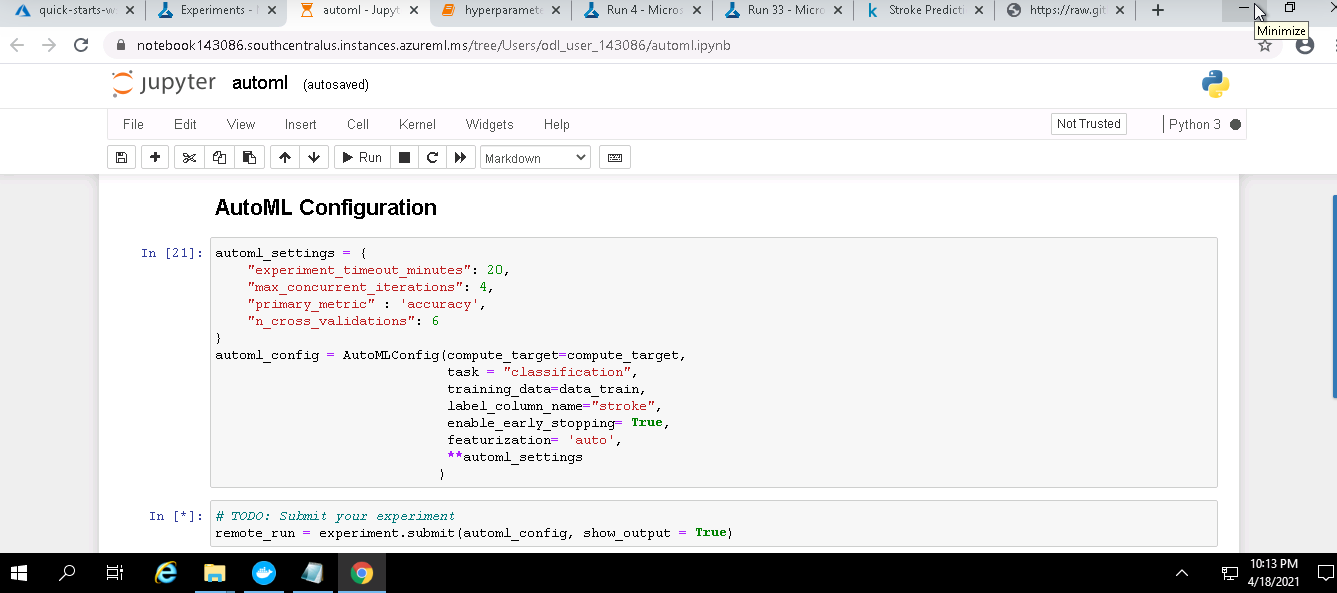 quick-starts-w
Experiments -
automl - Jupyt
hyperparamete
Run 4 - Micros
Run 33 - Micro
Stroke Predicti
https://raw.git
Minimize
notebook143086.southcentralus.instances.azureml.ms/tree/Users/odl_user_143086/automl.ipynb
jupyter automl (autosaved)
File Edit View Insert Cell Kernel Widgets Help Not Trusted Python 3
Run Markdown
AutoML Configuration
In [21]: automl_settings = {
"experiment_timeout_minutes": 20,
"max_concurrent_iterations": 4,
"primary_metric" : 'accuracy',
"n_cross_validations": 6
}
automl_config = AutoMLConfig(compute_target=compute_target,
task = "classification",
training_data=data_train,
label_column_name="stroke",
enable_early_stopping= True,
featurization= 'auto',
**automl_settings
)
In [*]: # TODO: Submit your experiment
remote_run = experiment.submit(automl_config, show_output = True)
10:13 PM
4/18/2021